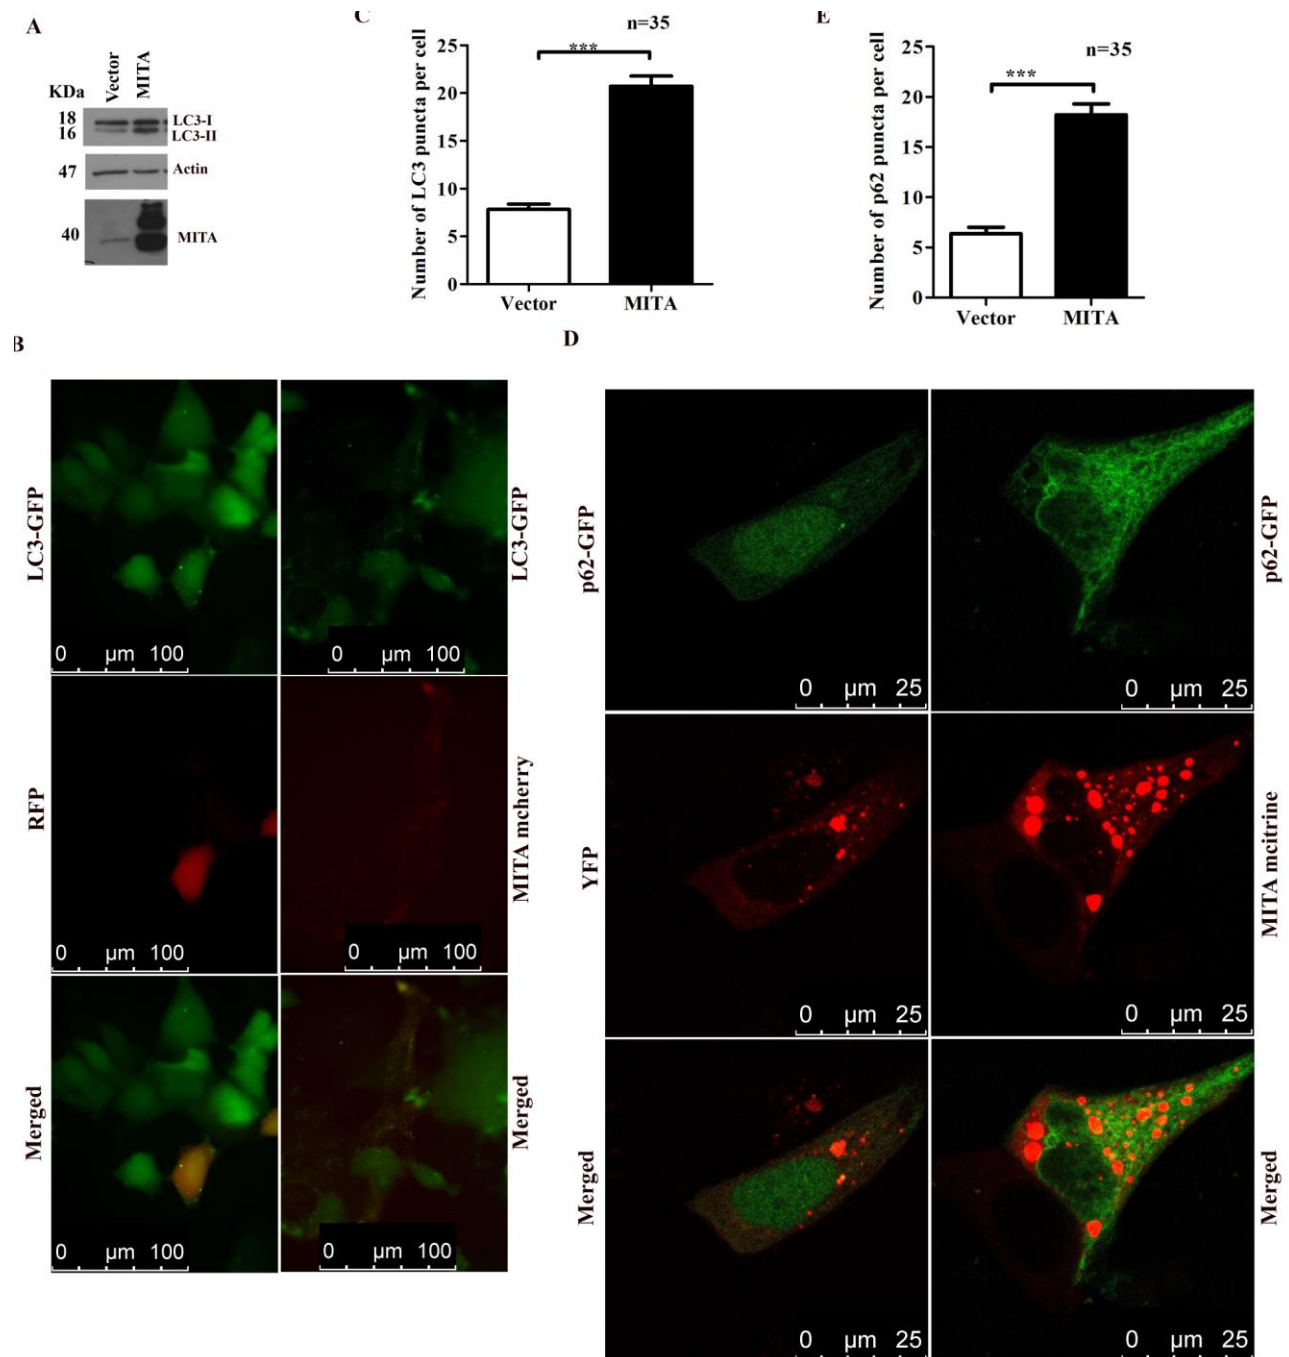 A
KDa
Vector
MITA
18
16
LC3-I
LC3-II
47
Actin
40
MITA
C
n=35
***
Number of LC3 puncta per cell
25
20
15
10
5
0
Vector
MITA
E
n=35
***
Number of p62 puncta per cell
25
20
15
10
5
0
Vector
MITA
B
LC3-GFP
0 µm 100
0 µm 100
LC3-GFP
RFP
0 µm 100
0 µm 100
MITA mcherry
Merged
0 µm 100
0 µm 100
Merged
D
p62-GFP
0 µm 25
0 µm 25
p62-GFP
YFP
0 µm 25
0 µm 25
MITA mcitrine
Merged
0 µm 25
0 µm 25
Merged